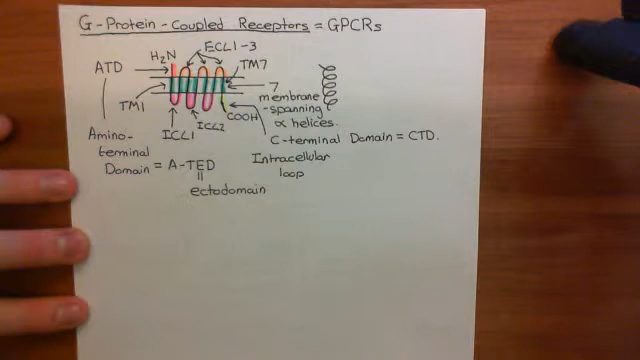 G-Protein-Coupled Receptors = GPCRs
H₂N
ECL1-3
ATD
TM7
TM1
7
membrane
-spanning
α helices.
COOH
ICL1
ICL2
Amino-
terminal
Domain = A-TED
C-terminal Domain = CTD.
Intracellular
loop
ectodomain